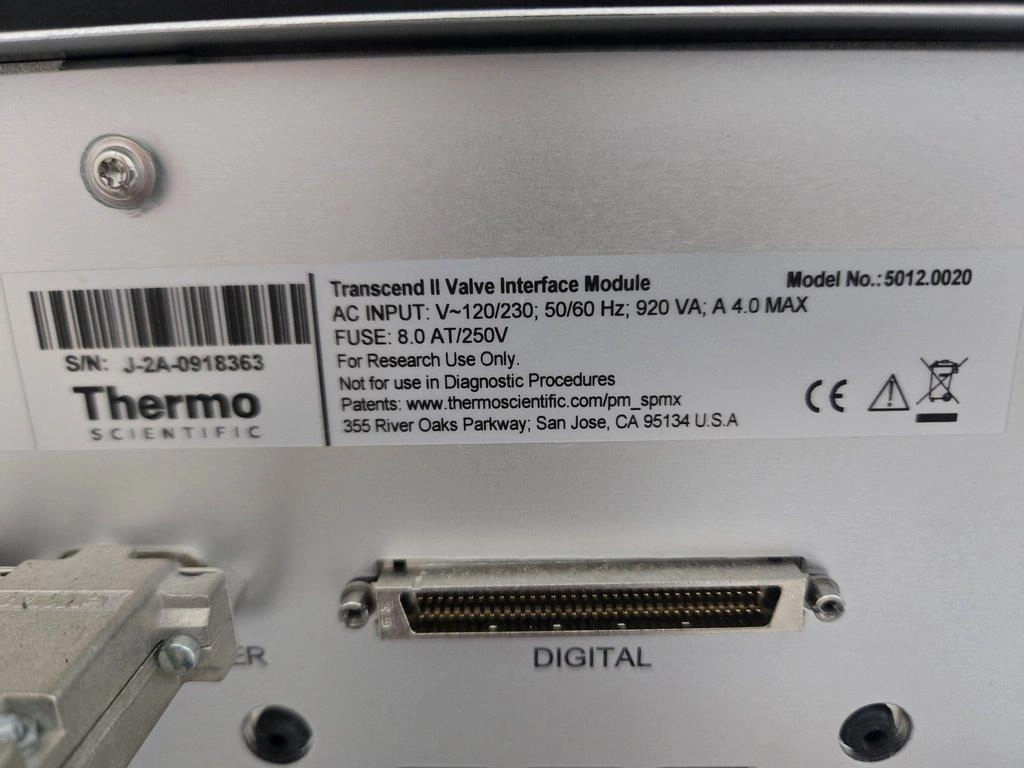 Transcend II Valve Interface Module
Model No.:5012.0020
AC INPUT: V~120/230; 50/60 Hz; 920 VA; A 4.0 MAX
FUSE: 8.0 AT/250V
For Research Use Only.
Not for use in Diagnostic Procedures
Patents: www.thermoscientific.com/pm_spmx
355 River Oaks Parkway; San Jose, CA 95134 U.S.A
S/N: J-2A-0918363
Thermo
SCIENTIFIC
CE
ER
DIGITAL